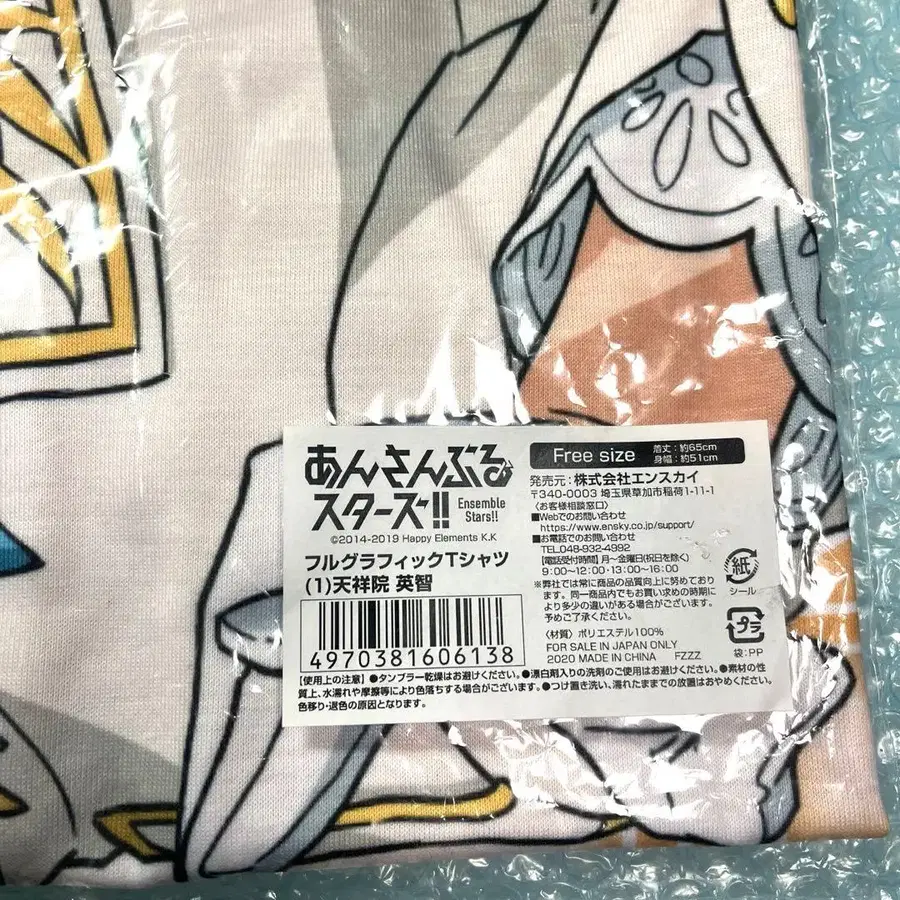 あんさんぶる
スターズ!!
Ensemble
Stars!!
©2014-2019 Happy Elements K.K
フルグラフィックTシャツ
(1)天祥院 英智
4970381606138
Free size
着丈：約65cm
身幅：約51cm
発売元：株式会社エンスカイ
〒340-0003 埼玉県草加市稲荷1-11-1
〈お客様相談窓口〉
■Webでのお問い合わせ
https://www.ensky.co.jp/support/
■お電話でのお問い合わせ
TEL048-932-4992
【電話受付時間】月〜金曜日(祝日を除く)
9：00〜12：00・13：00〜16：00
※弊社では常に商品の品質向上に努めており
ます。同一商品内でもお買い求めの時期によ
り多少の違いがある場合がございます。
予めご了承ください。
〈材質〉ポリエステル100%
FOR SALE IN JAPAN ONLY
2020 MADE IN CHINA FZZZ
紙
シール
プラ
袋：PP
【使用上の注意】●タンブラー乾燥はお避けください。●漂白剤入りの洗剤のご使用はお避けください。●素材の性
質上、水濡れや摩擦等により色落ちする場合がございます。●つけ置き洗い、濡れたままでの放置はおやめください。
色移り・退色の原因となります。